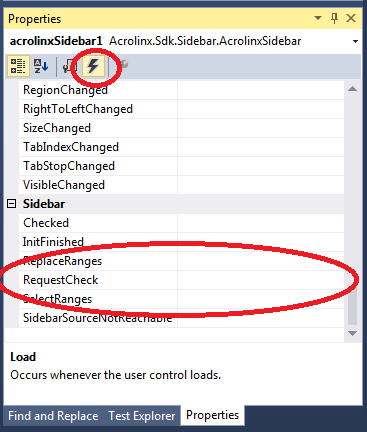 Properties
acrolinxSidebar1 Acrolinx.Sdk.Sidebar.AcrolinxSidebar
RegionChanged
RightToLeftChanged
SizeChanged
TabIndexChanged
TabStopChanged
VisibleChanged
Sidebar
Checked
InitFinished
ReplaceRanges
RequestCheck
SelectRanges
SidebarSourceNotReachable
Load
Occurs whenever the user control loads.
Find and Replace Test Explorer Properties